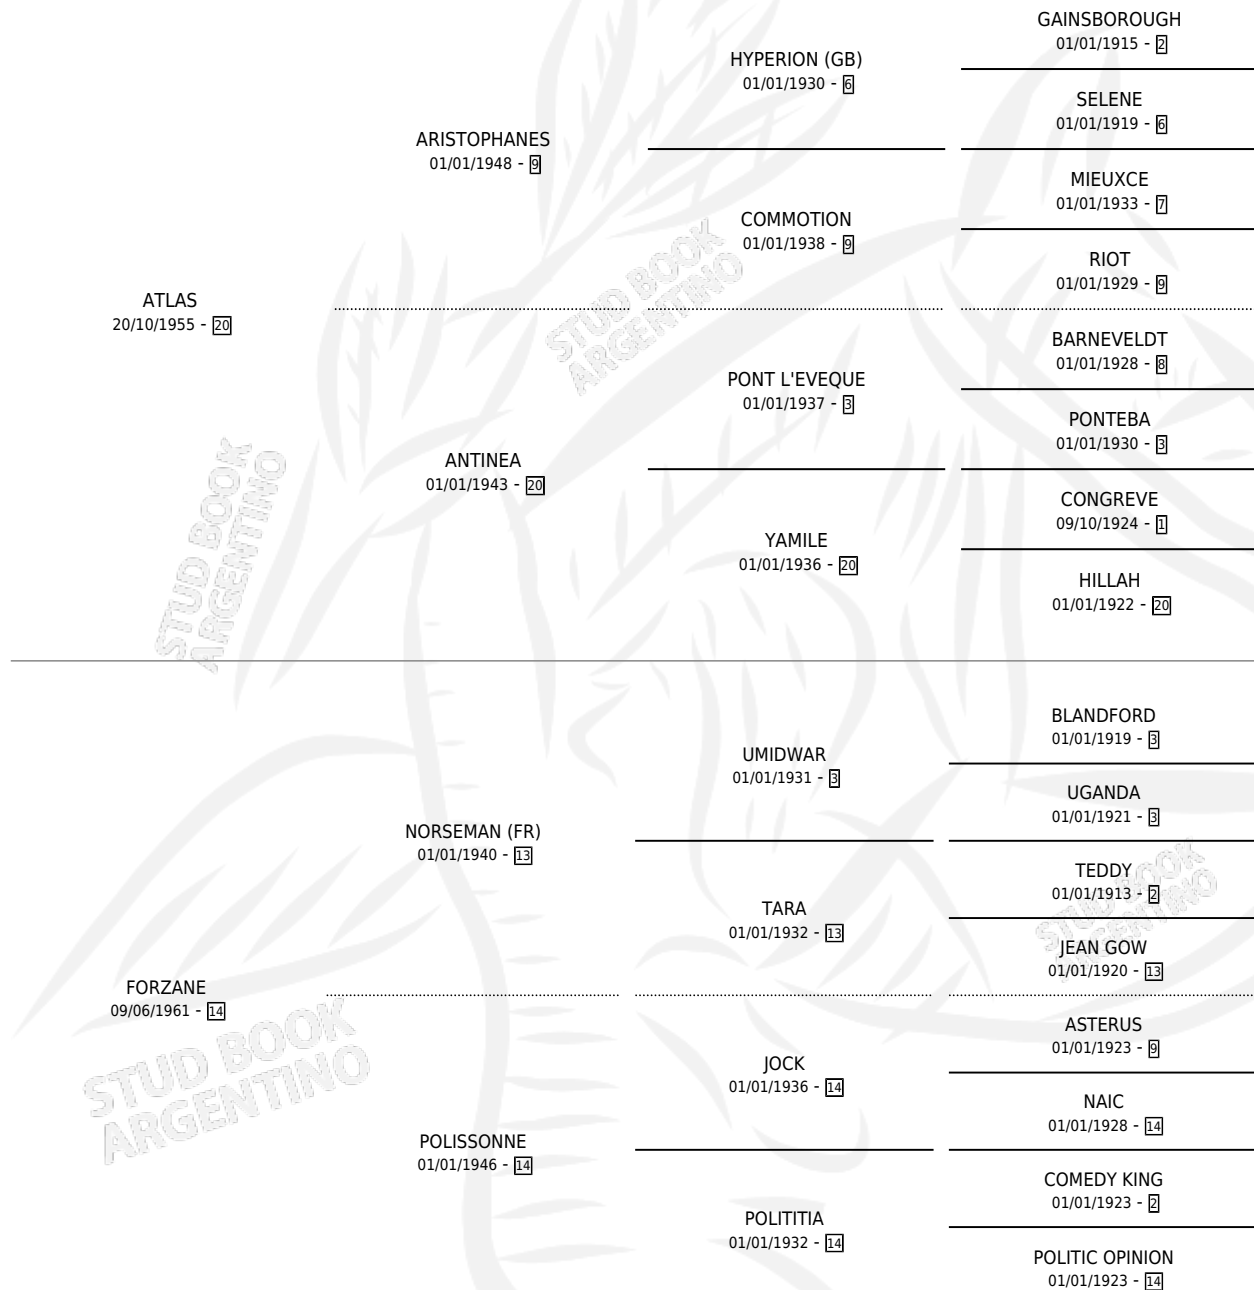 GAINSBOROUGH
01/01/1915 - 2
HYPERION (GB)
01/01/1930 - 6
SELENE
01/01/1919 - 6
ARISTOPHANES
01/01/1948 - 9
MIEUXCE
01/01/1933 - 7
COMMOTION
01/01/1938 - 9
RIOT
01/01/1929 - 9
ATLAS
20/10/1955 - 20
BARNEVELDT
01/01/1928 - 8
PONT L'EVEQUE
01/01/1937 - 3
PONTEBA
01/01/1930 - 3
ANTINEA
01/01/1943 - 20
CONGREVE
09/10/1924 - 1
YAMILE
01/01/1936 - 20
HILLAH
01/01/1922 - 20
BLANDFORD
01/01/1919 - 3
UMIDWAR
01/01/1931 - 3
UGANDA
01/01/1921 - 3
NORSEMAN (FR)
01/01/1940 - 13
TEDDY
01/01/1913 - 2
TARA
01/01/1932 - 13
JEAN GOW
01/01/1920 - 13
FORZANE
09/06/1961 - 14
ASTERUS
01/01/1923 - 9
JOCK
01/01/1936 - 14
NAIC
01/01/1928 - 14
POLISSONNE
01/01/1946 - 14
COMEDY KING
01/01/1923 - 2
POLITITIA
01/01/1932 - 14
POLITIC OPINION
01/01/1923 - 14
STUD BOOK
ARGENTINO
STUD BOOK
ARGENTINO
STUD BOOK
ARGENTINO
STUD BOOK
ARGENTINO